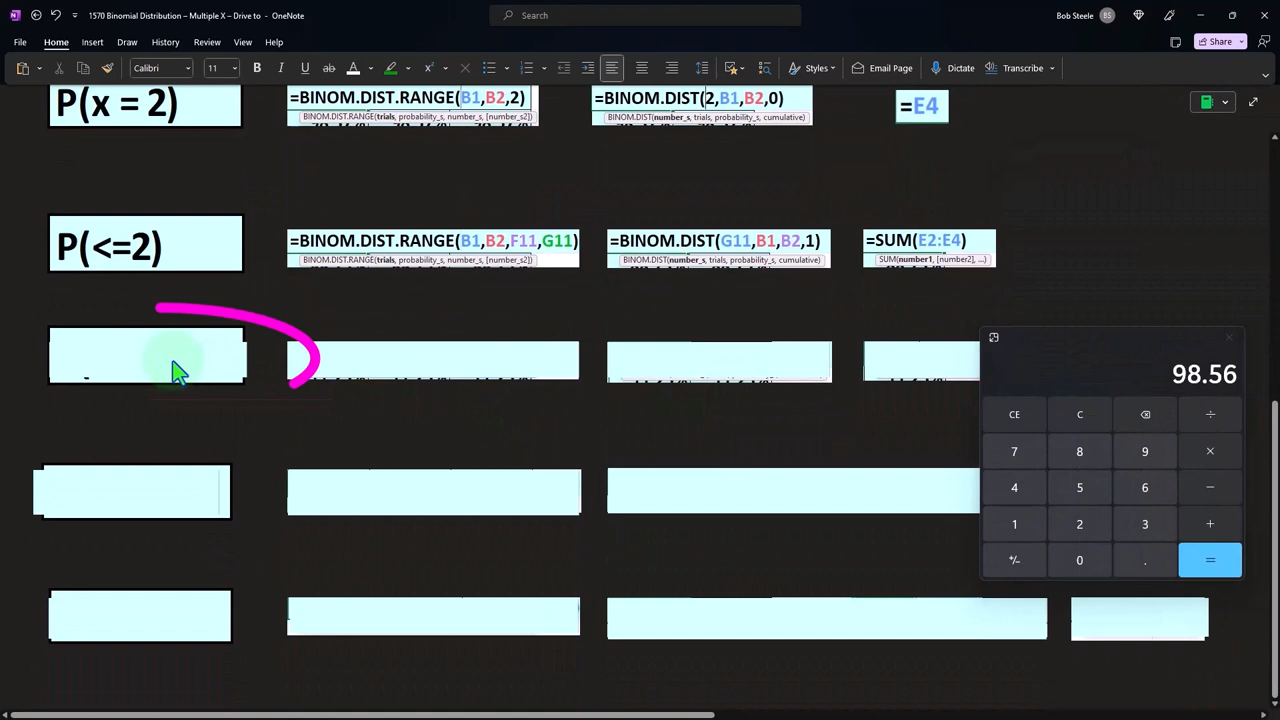 1570 Binomial Distribution – Multiple X – Drive to - OneNote
Search
Bob Steele BS
File Home Insert Draw History Review View Help
Share
Calibri 11
Styles Email Page Dictate Transcribe
P(x = 2)
=BINOM.DIST.RANGE(B1,B2,2)
BINOM.DIST.RANGE(trials, probability_s, number_s, [number_s2])
=BINOM.DIST(2,B1,B2,0)
BINOM.DIST(number_s, trials, probability_s, cumulative)
=E4
P(<=2)
=BINOM.DIST.RANGE(B1,B2,F11,G11)
BINOM.DIST.RANGE(trials, probability_s, number_s, [number_s2])
=BINOM.DIST(G11,B1,B2,1)
BINOM.DIST(number_s, trials, probability_s, cumulative)
=SUM(E2:E4)
SUM(number1, [number2], ...)
98.56
CE C ÷
7 8 9 ×
4 5 6 −
1 2 3 +
+/− 0 . =